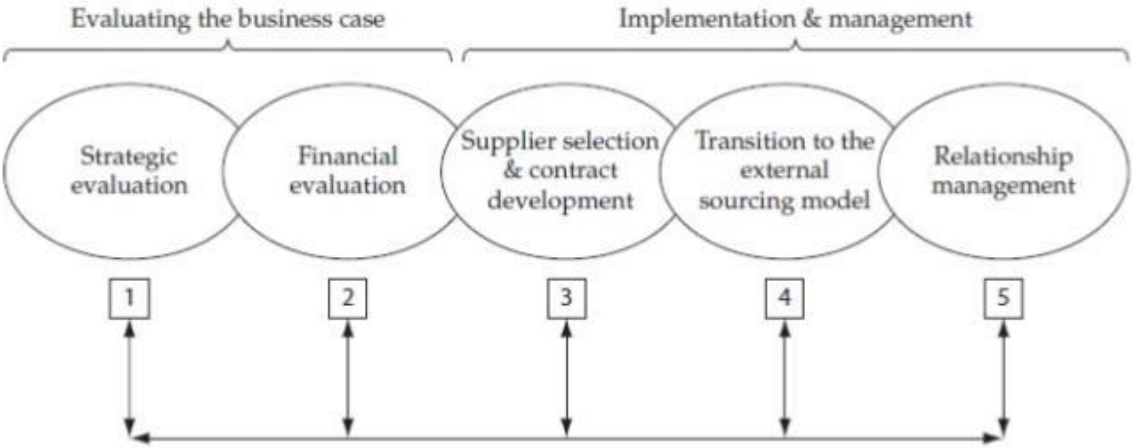 Evaluating the business case
Implementation & management
Strategic
evaluation
Financial
evaluation
Supplier selection
& contract
development
Transition to the
external
sourcing model
Relationship
management
1
2
3
4
5